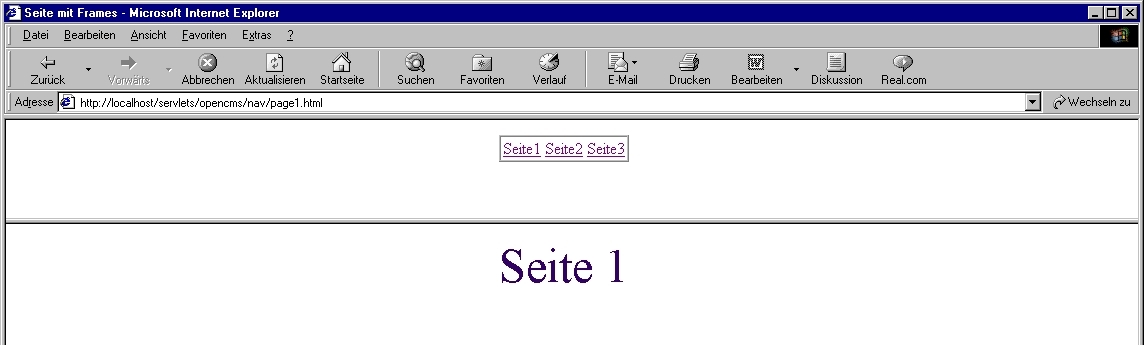 Seite mit Frames - Microsoft Internet Explorer
Datei Bearbeiten Ansicht Favoriten Extras ?
Zurück Vorwärts Abbrechen Aktualisieren Startseite Suchen Favoriten Verlauf E-Mail Drucken Bearbeiten Diskussion Real.com
Adresse http://localhost/servlets/opencms/nav/page1.html Wechseln zu
Seite1 Seite2 Seite3
Seite 1